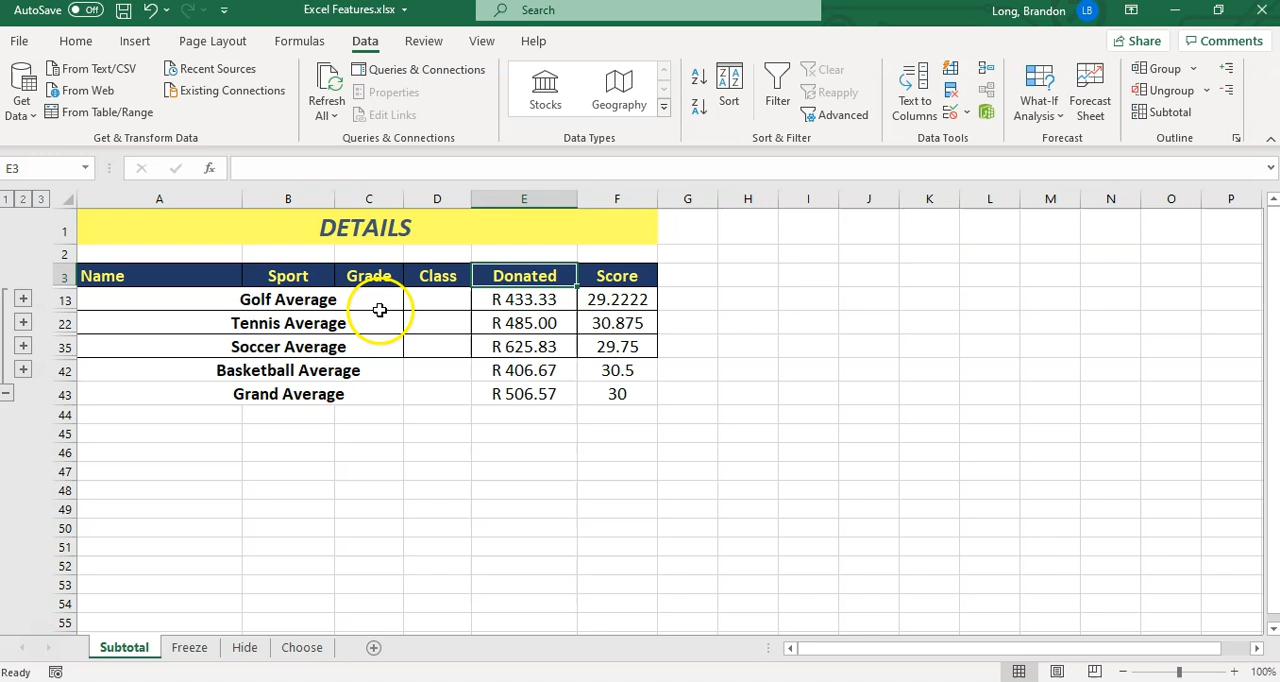 AutoSave Off Excel Features.xlsx Search Long, Brandon LB
File Home Insert Page Layout Formulas Data Review View Help Share Comments
Get Data From Text/CSV From Web From Table/Range Recent Sources Existing Connections
Get & Transform Data
Refresh All Queries & Connections Properties Edit Links
Queries & Connections
Stocks Geography
Data Types
Sort Filter Clear Reapply Advanced
Sort & Filter
Text to Columns
Data Tools
What-If Analysis Forecast Sheet
Forecast
Group Ungroup Subtotal
Outline
E3 fx
1 2 3 A B C D E F G H I J K L M N O P
1 DETAILS
2
3 Name Sport Grade Class Donated Score
13 Golf Average R 433.33 29.2222
22 Tennis Average R 485.00 30.875
35 Soccer Average R 625.83 29.75
42 Basketball Average R 406.67 30.5
43 Grand Average R 506.57 30
44
45
46
47
48
49
50
51
52
53
54
55
Subtotal Freeze Hide Choose
Ready 100%